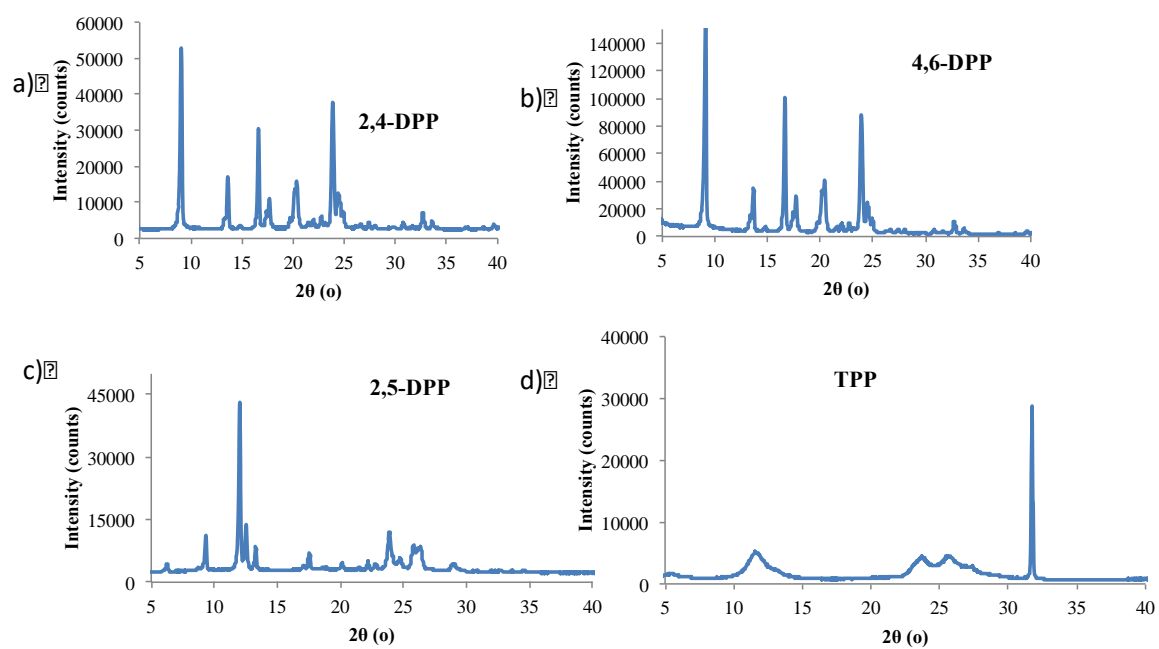 a)⍰
60000
50000
40000
30000
20000
10000
0
Intensity (counts)
2,4-DPP
5 10 15 20 25 30 35 40
2θ (o)
b)⍰
140000
120000
100000
80000
60000
40000
20000
0
Intensity (counts)
4,6-DPP
5 10 15 20 25 30 35 40
2θ (o)
c)⍰
45000
30000
15000
0
Intensity (counts)
2,5-DPP
5 10 15 20 25 30 35 40
2θ (o)
d)⍰
40000
30000
20000
10000
0
Intensity (counts)
TPP
5 10 15 20 25 30 35 40
2θ (o)